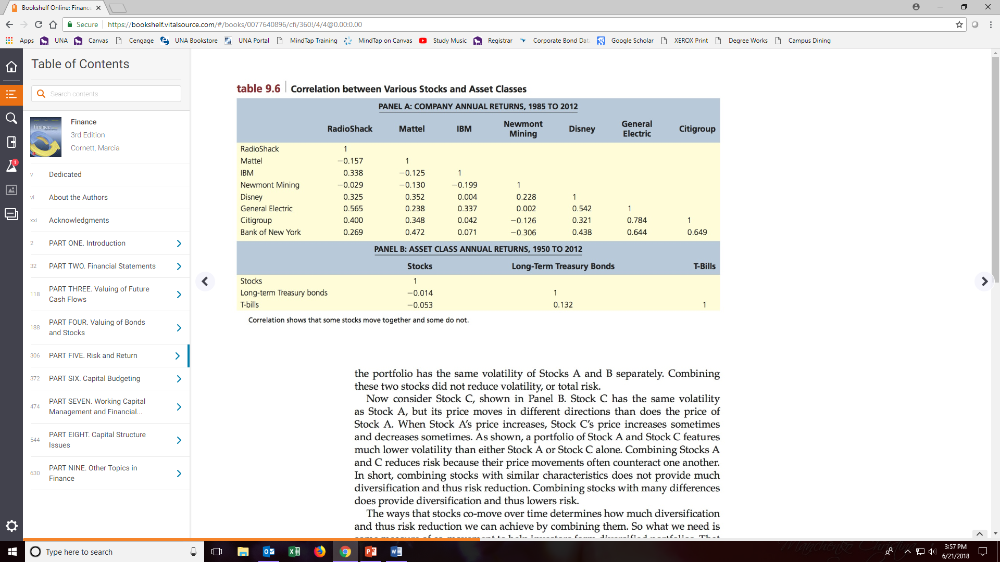 Bookshelf Online: Finance
Secure https://bookshelf.vitalsource.com/#/books/0077640896/cfi/360!/4/4@0.00:0.00
Apps UNA Canvas Cengage UNA Bookstore UNA Portal MindTap Training MindTap on Canvas Study Music Registrar Corporate Bond Dat Google Scholar XEROX Print Degree Works Campus Dining
Table of Contents
Search contents
finance
Finance
3rd Edition
Cornett, Marcia
1
v Dedicated
vi About the Authors
xxi Acknowledgments
2 PART ONE. Introduction
32 PART TWO. Financial Statements
118 PART THREE. Valuing of Future
Cash Flows
188 PART FOUR. Valuing of Bonds
and Stocks
306 PART FIVE. Risk and Return
372 PART SIX. Capital Budgeting
474 PART SEVEN. Working Capital
Management and Financial...
544 PART EIGHT. Capital Structure
Issues
630 PART NINE. Other Topics in
Finance
table 9.6 Correlation between Various Stocks and Asset Classes
PANEL A: COMPANY ANNUAL RETURNS, 1985 TO 2012
RadioShack Mattel IBM Newmont Mining Disney General Electric Citigroup
RadioShack 1
Mattel −0.157 1
IBM 0.338 −0.125 1
Newmont Mining −0.029 −0.130 −0.199 1
Disney 0.325 0.352 0.004 0.228 1
General Electric 0.565 0.238 0.337 0.002 0.542 1
Citigroup 0.400 0.348 0.042 −0.126 0.321 0.784 1
Bank of New York 0.269 0.472 0.071 −0.306 0.438 0.644 0.649
PANEL B: ASSET CLASS ANNUAL RETURNS, 1950 TO 2012
Stocks Long-Term Treasury Bonds T-Bills
Stocks 1
Long-term Treasury bonds −0.014 1
T-bills −0.053 0.132 1
Correlation shows that some stocks move together and some do not.
the portfolio has the same volatility of Stocks A and B separately. Combining
these two stocks did not reduce volatility, or total risk.
Now consider Stock C, shown in Panel B. Stock C has the same volatility
as Stock A, but its price moves in different directions than does the price of
Stock A. When Stock A's price increases, Stock C's price increases sometimes
and decreases sometimes. As shown, a portfolio of Stock A and Stock C features
much lower volatility than either Stock A or Stock C alone. Combining Stocks A
and C reduces risk because their price movements often counteract one another.
In short, combining stocks with similar characteristics does not provide much
diversification and thus risk reduction. Combining stocks with many differences
does provide diversification and thus lowers risk.
The ways that stocks co-move over time determines how much diversification
and thus risk reduction we can achieve by combining them. So what we need is
Type here to search
3:57 PM
6/21/2018